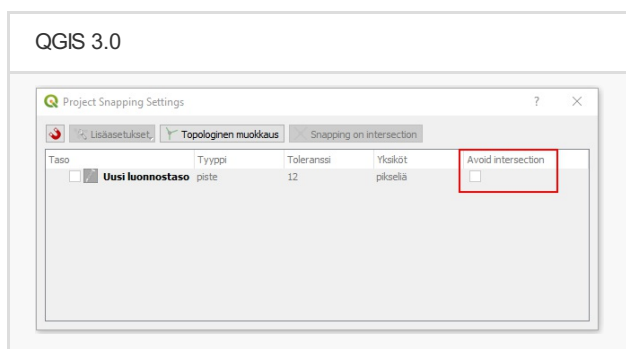 QGIS 3.0
Project Snapping Settings ?
Lisäasetukset, Topologinen muokkaus Snapping on intersection
Taso Tyyppi Toleranssi Yksiköt Avoid intersection
Uusi luonnostaso piste 12 pikseliä